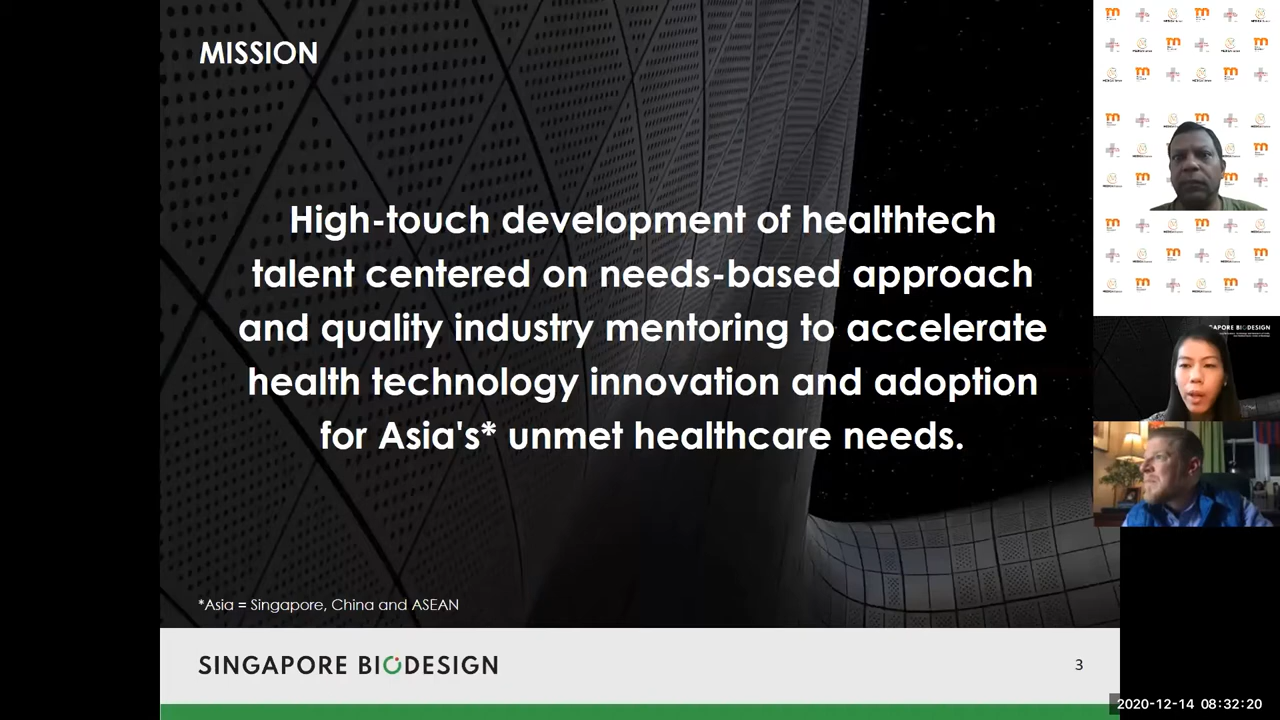 MISSION
High-touch development of healthtech
talent centered on needs-based approach
and quality industry mentoring to accelerate
health technology innovation and adoption
for Asia's* unmet healthcare needs.
*Asia = Singapore, China and ASEAN
SINGAPORE BIODESIGN
3
APORE BIODESIGN
2020-12-14 08:32:20